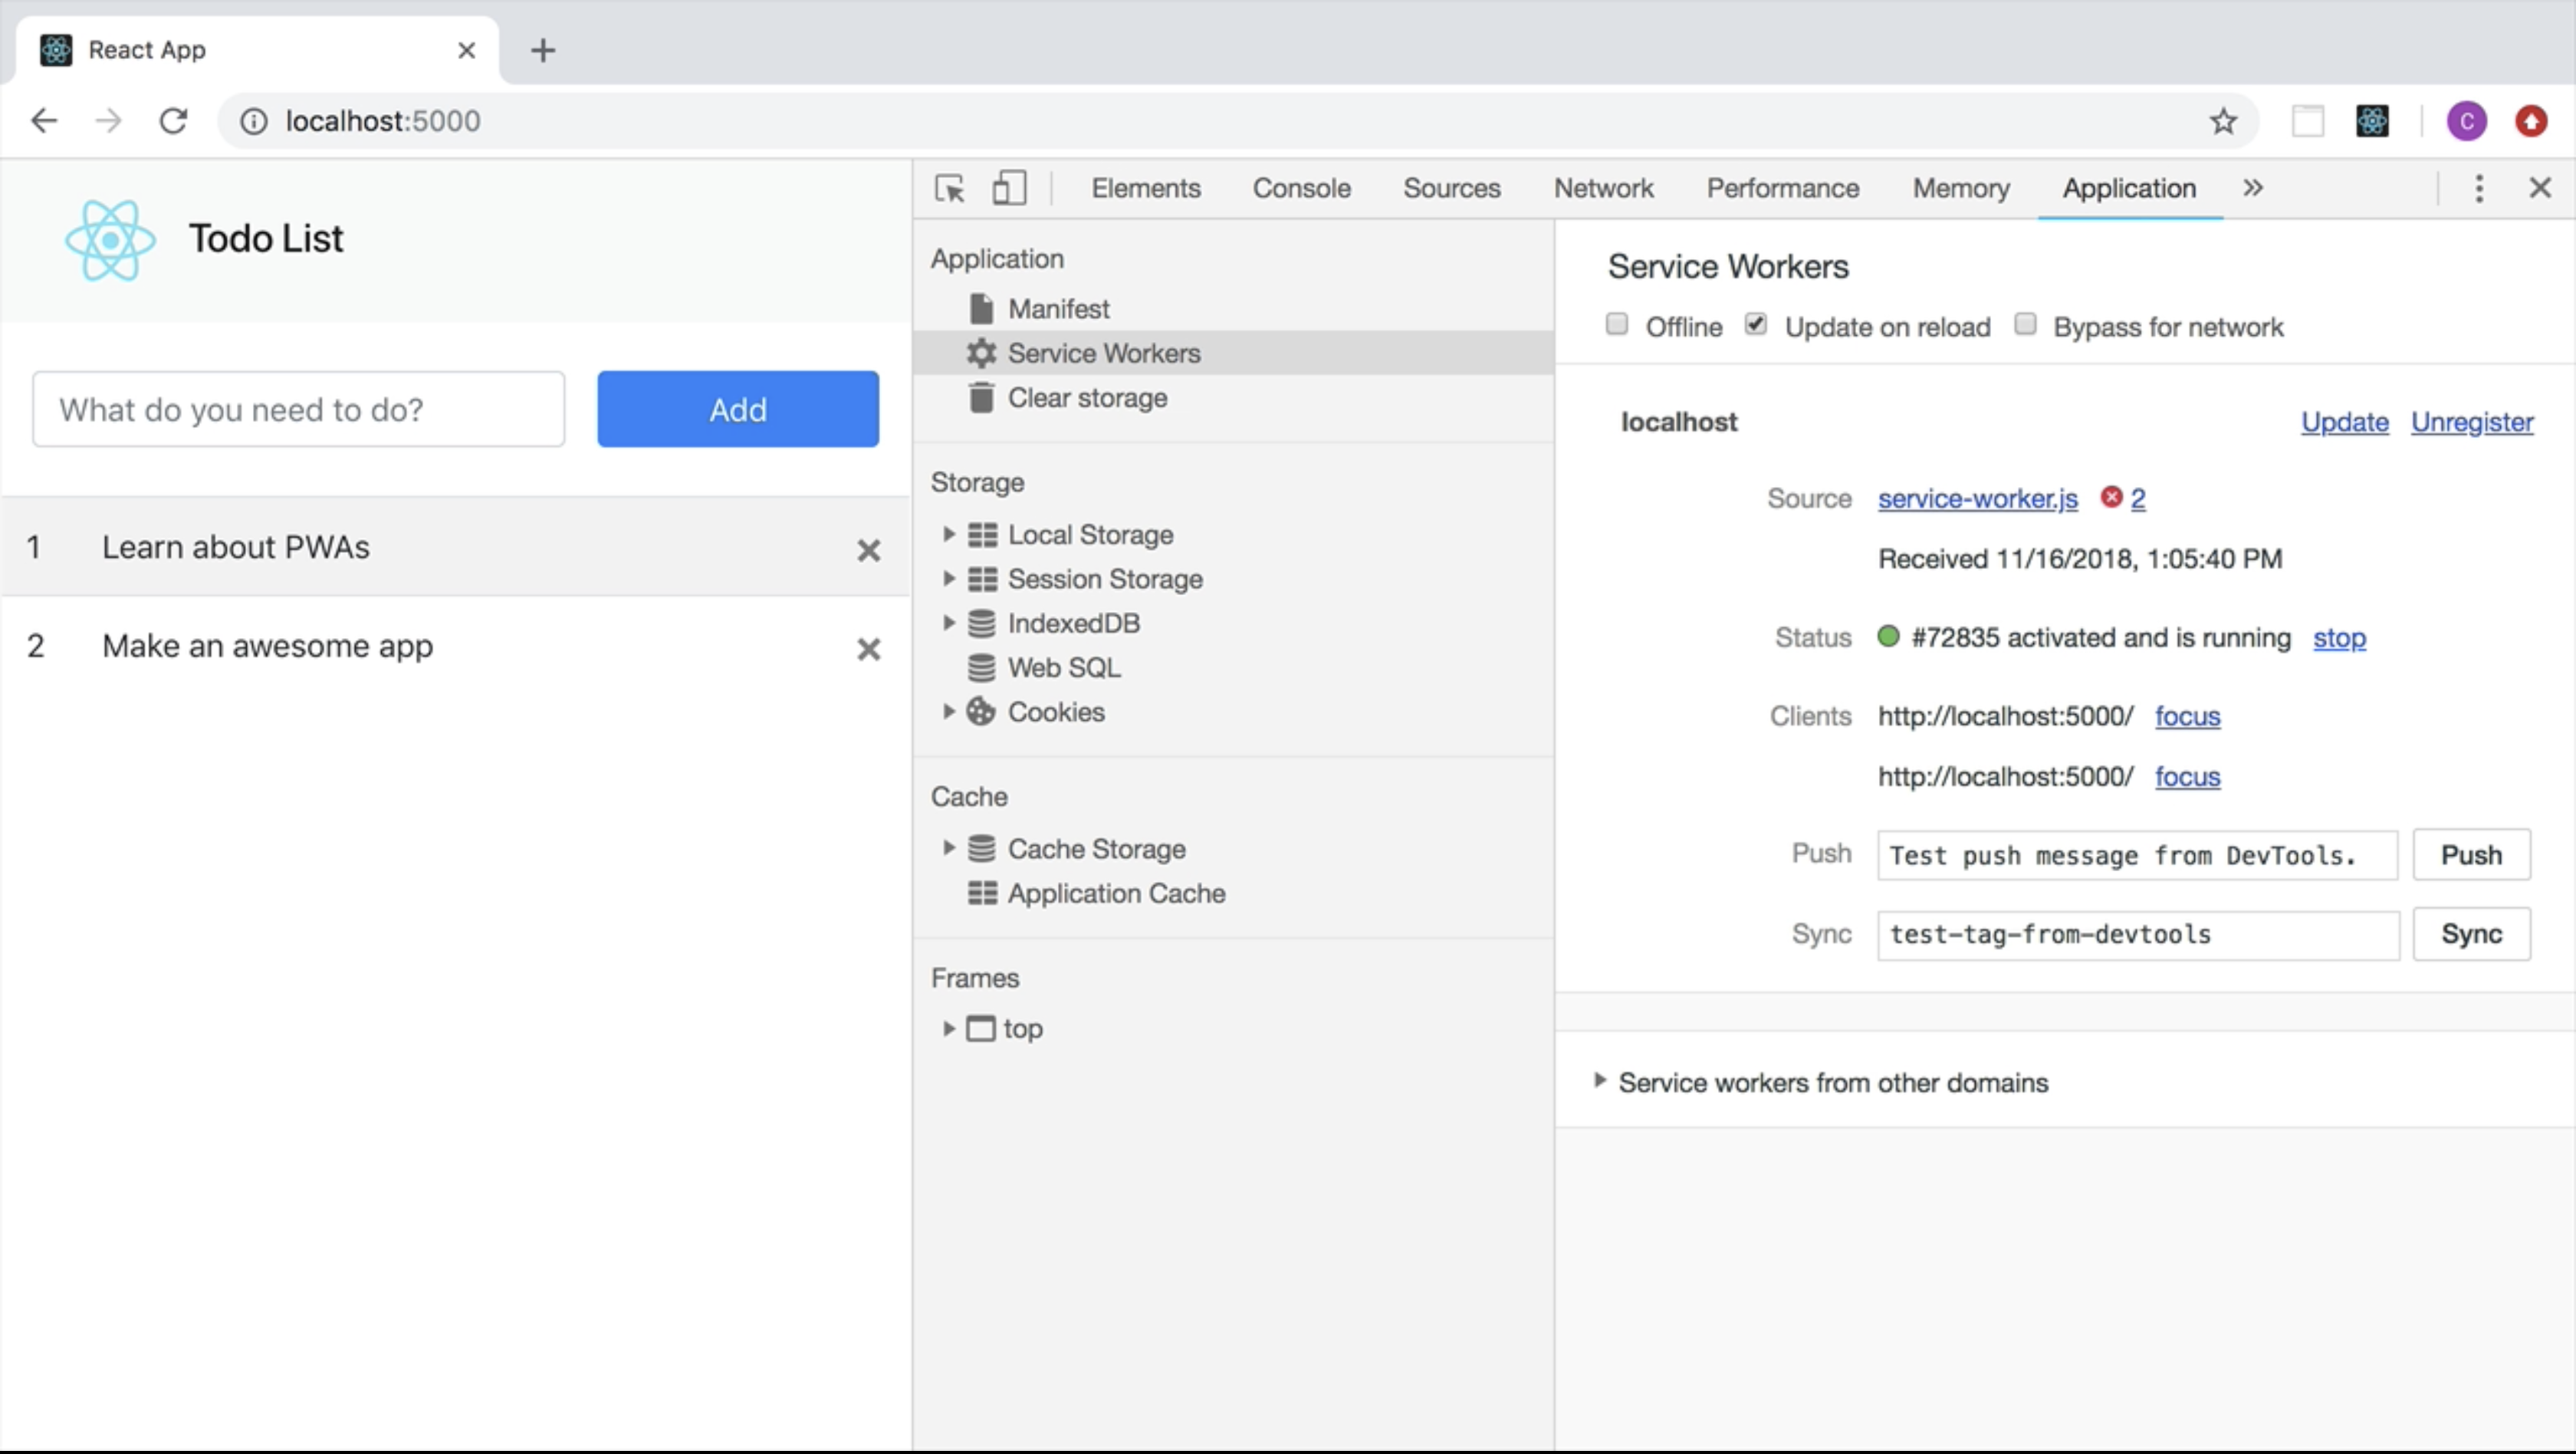 React App
localhost:5000
C
Todo List
What do you need to do?
Add
1 Learn about PWAs
2 Make an awesome app
Elements Console Sources Network Performance Memory Application
Application
Manifest
Service Workers
Clear storage
Storage
Local Storage
Session Storage
IndexedDB
Web SQL
Cookies
Cache
Cache Storage
Application Cache
Frames
top
Service Workers
Offline Update on reload Bypass for network
localhost Update Unregister
Source service-worker.js 2
Received 11/16/2018, 1:05:40 PM
Status #72835 activated and is running stop
Clients http://localhost:5000/ focus
http://localhost:5000/ focus
Push Test push message from DevTools. Push
Sync test-tag-from-devtools Sync
Service workers from other domains